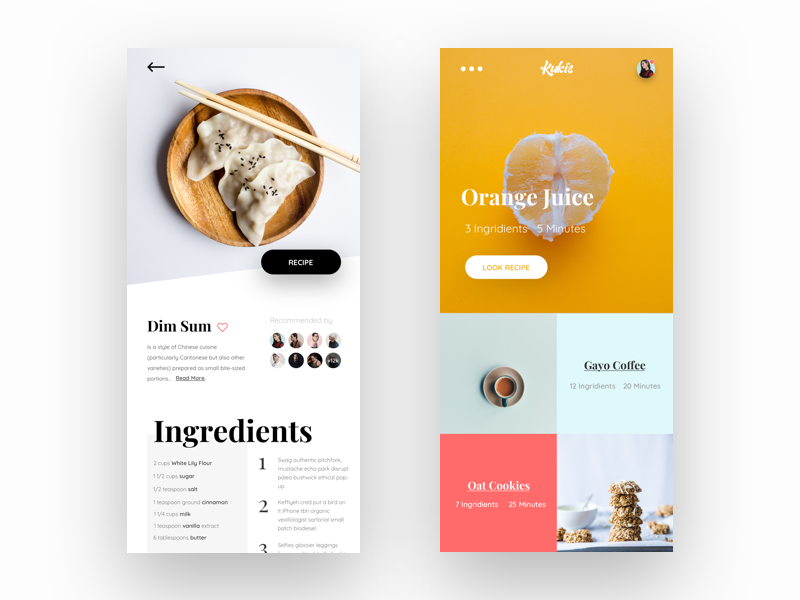 RECIPE
Dim Sum
Recommended by
Is a style of Chinese cuisine
(particularly Cantonese but also other
varieties) prepared as small bite-sized
portions... Read More.
+12k
Ingredients
2 cups White Lily Flour
1 1/2 cups sugar
1/2 teaspoon salt
1 teaspoon ground cinnamon
1 1/4 cups milk
1 teaspoon vanilla extract
6 tablespoons butter
1
Swag authentic pitchfork,
mustache echo park disrupt
paleo bushwick ethical pop-
up
2
Keffiyeh cred put a bird on
it iPhone tbh organic
vexillologist sartorial small
batch biodiesel
3
Selfies glossier leggings
Kukis
Orange Juice
3 Ingridients 5 Minutes
LOOK RECIPE
Gayo Coffee
12 Ingridients 20 Minutes
Oat Cookies
7 Ingridients 25 Minutes